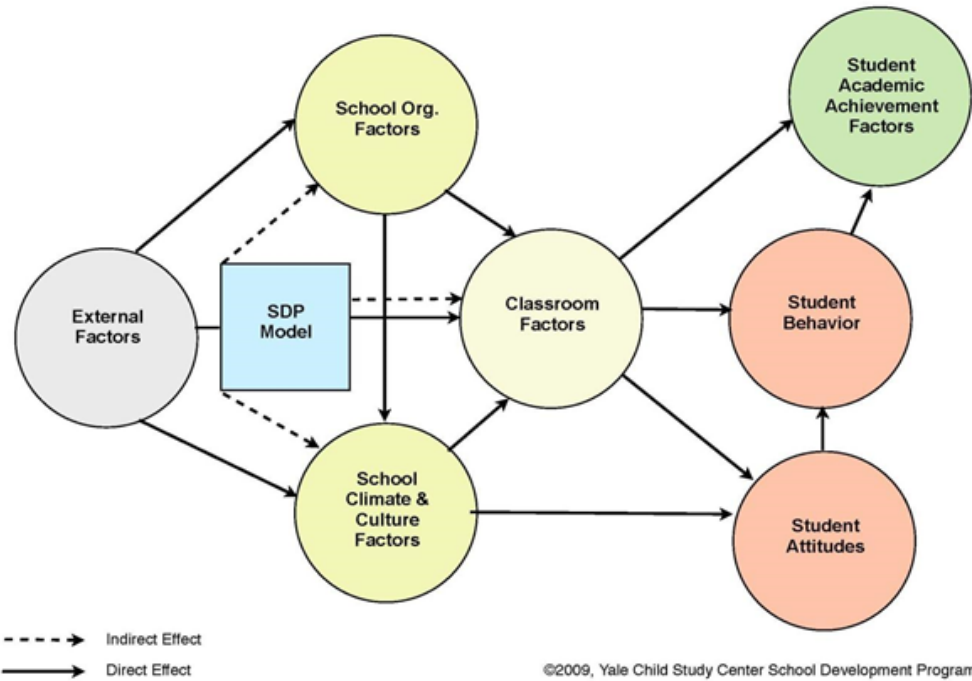 School Org.
Factors
Student
Academic
Achievement
Factors
External
Factors
SDP
Model
Classroom
Factors
Student
Behavior
School
Climate &
Culture
Factors
Student
Attitudes
Indirect Effect
Direct Effect
©2009, Yale Child Study Center School Development Program